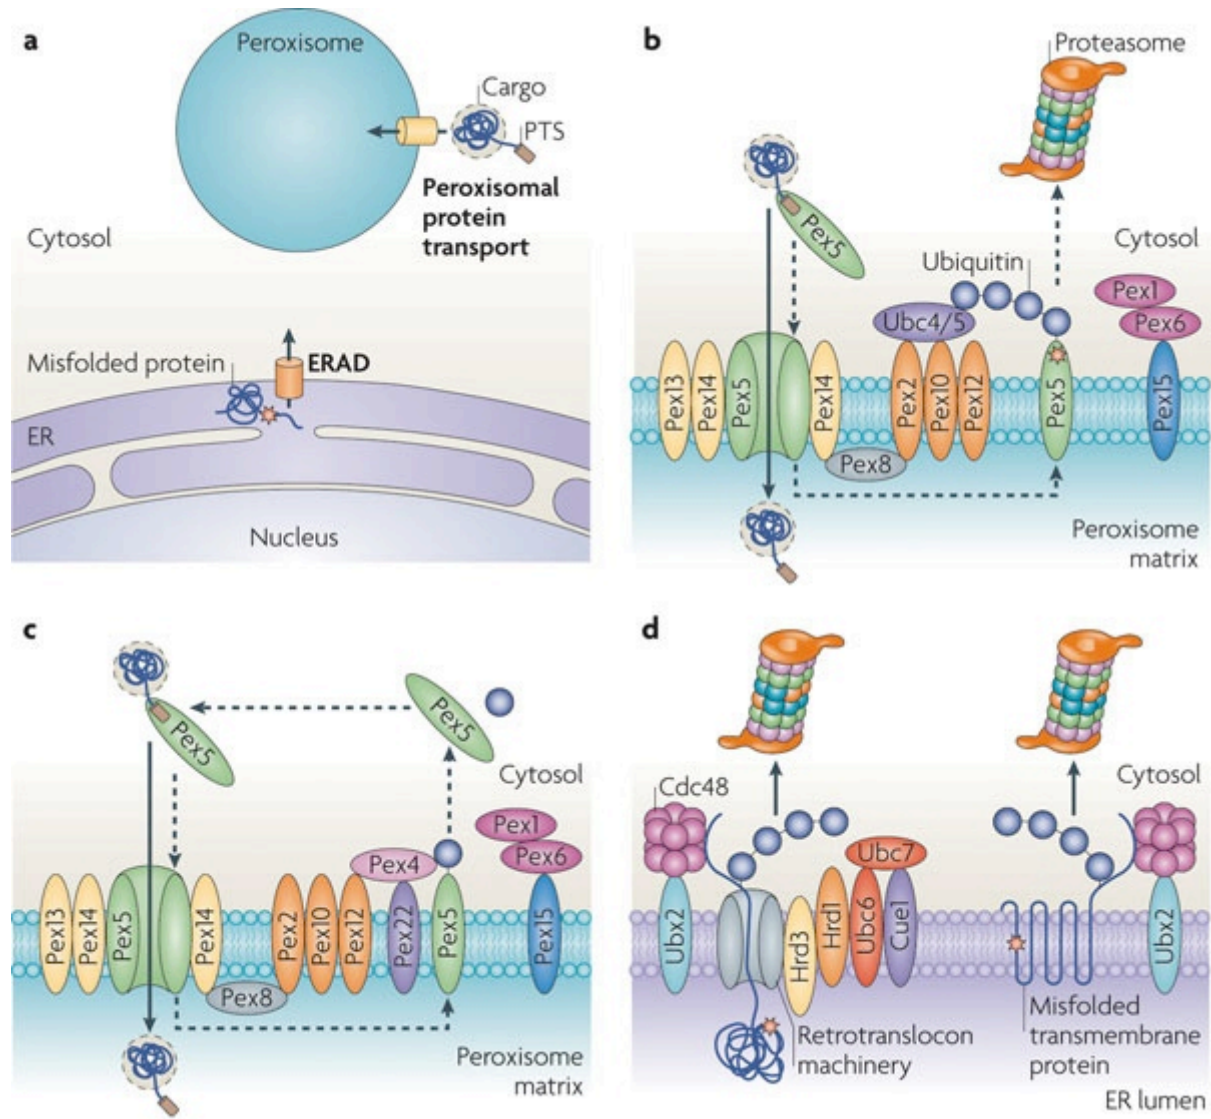 a
Peroxisome
Cargo
PTS
Peroxisomal
protein
transport
Cytosol
Misfolded protein
ERAD
ER
Nucleus
b
Proteasome
Pex5
Cytosol
Ubiquitin
Pex1
Ubc4/5
Pex6
Pex13
Pex14
Pex5
Pex14
Pex2
Pex10
Pex12
Pex5
Pex15
Pex8
Peroxisome
matrix
c
Pex5
Pex5
Cytosol
Pex1
Pex4
Pex6
Pex13
Pex14
Pex5
Pex14
Pex2
Pex10
Pex12
Pex22
Pex5
Pex15
Pex8
Peroxisome
matrix
d
Cdc48
Cytosol
Ubc7
Ubx2
Hrd3
Hrd1
Ubc6
Cue1
Ubx2
Retrotranslocon
machinery
Misfolded
transmembrane
protein
ER lumen